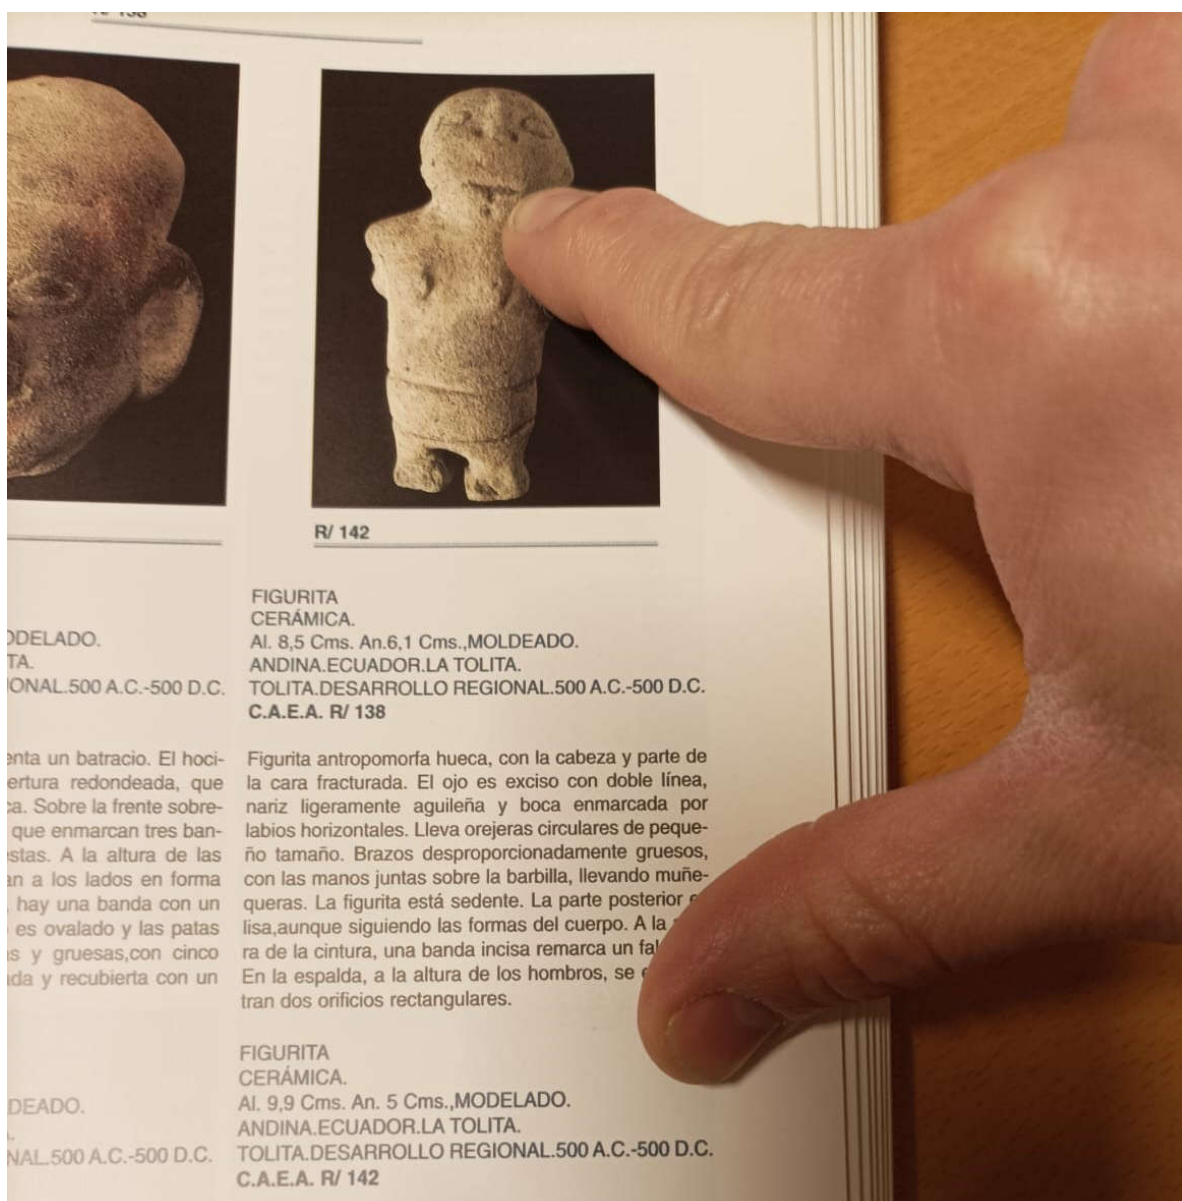 R/ 142
ODELADO.
TA.
ONAL.500 A.C.-500 D.C.
enta un batracio. El hoci-
ertura redondeada, que
ca. Sobre la frente sobre-
que enmarcan tres ban-
estas. A la altura de las
an a los lados en forma
hay una banda con un
es ovalado y las patas
as y gruesas,con cinco
ada y recubierta con un
DEADO.
NAL.500 A.C.-500 D.C.
FIGURITA
CERÁMICA.
Al. 8,5 Cms. An.6,1 Cms.,MOLDEADO.
ANDINA.ECUADOR.LA TOLITA.
TOLITA.DESARROLLO REGIONAL.500 A.C.-500 D.C.
C.A.E.A. R/ 138
Figurita antropomorfa hueca, con la cabeza y parte de
la cara fracturada. El ojo es exciso con doble línea,
nariz ligeramente aguileña y boca enmarcada por
labios horizontales. Lleva orejeras circulares de peque-
ño tamaño. Brazos desproporcionadamente gruesos,
con las manos juntas sobre la barbilla, llevando muñe-
queras. La figurita está sedente. La parte posterior
lisa,aunque siguiendo las formas del cuerpo. A la
ra de la cintura, una banda incisa remarca un
En la espalda, a la altura de los hombros, se
tran dos orificios rectangulares.
FIGURITA
CERÁMICA.
Al. 9,9 Cms. An. 5 Cms.,MODELADO.
ANDINA.ECUADOR.LA TOLITA.
TOLITA.DESARROLLO REGIONAL.500 A.C.-500 D.C.
C.A.E.A. R/ 142